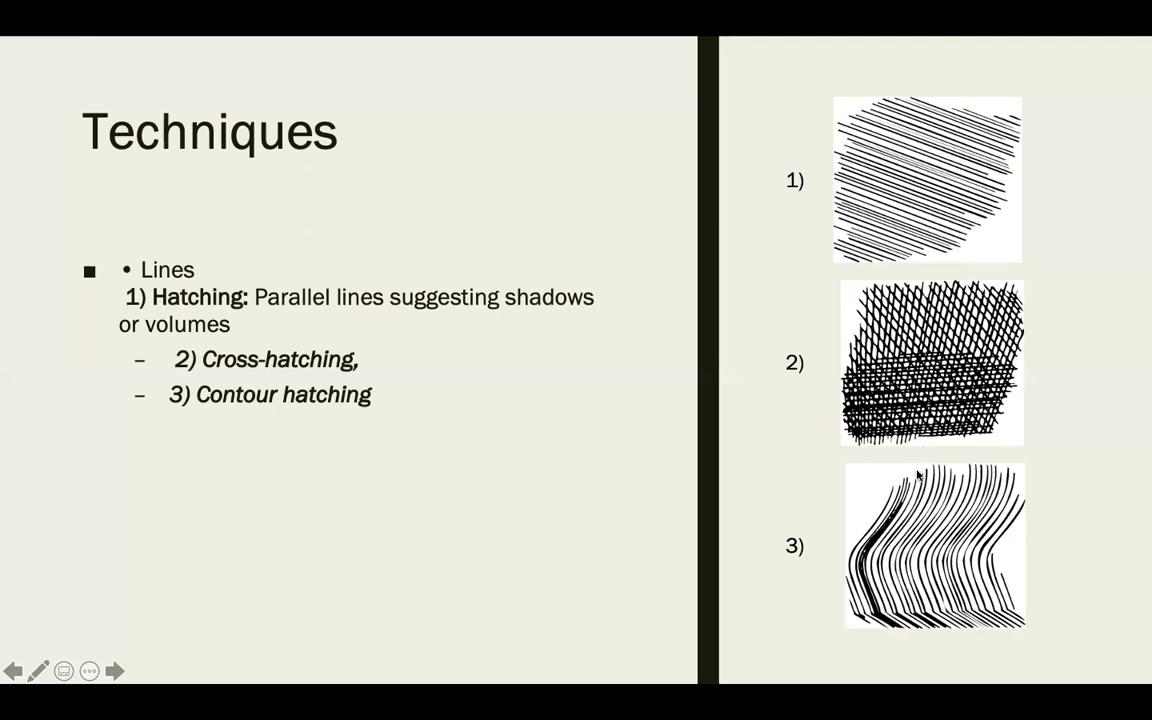 Techniques
■ • Lines
1) Hatching: Parallel lines suggesting shadows
or volumes
– 2) Cross-hatching,
– 3) Contour hatching
1)
2)
3)